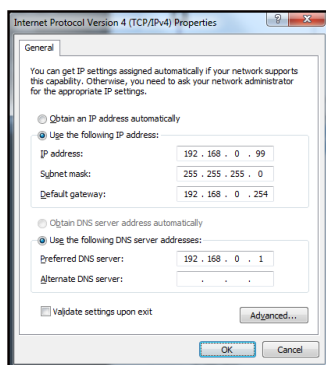 Internet Protocol Version 4 (TCP/IPv4) Properties
General
You can get IP settings assigned automatically if your network supports
this capability. Otherwise, you need to ask your network administrator
for the appropriate IP settings.
Obtain an IP address automatically
Use the following IP address:
IP address: 192 . 168 . 0 . 99
Subnet mask: 255 . 255 . 255 . 0
Default gateway: 192 . 168 . 0 . 254
Obtain DNS server address automatically
Use the following DNS server addresses:
Preferred DNS server: 192 . 168 . 0 . 1
Alternate DNS server: . . .
Validate settings upon exit
Advanced...
OK Cancel